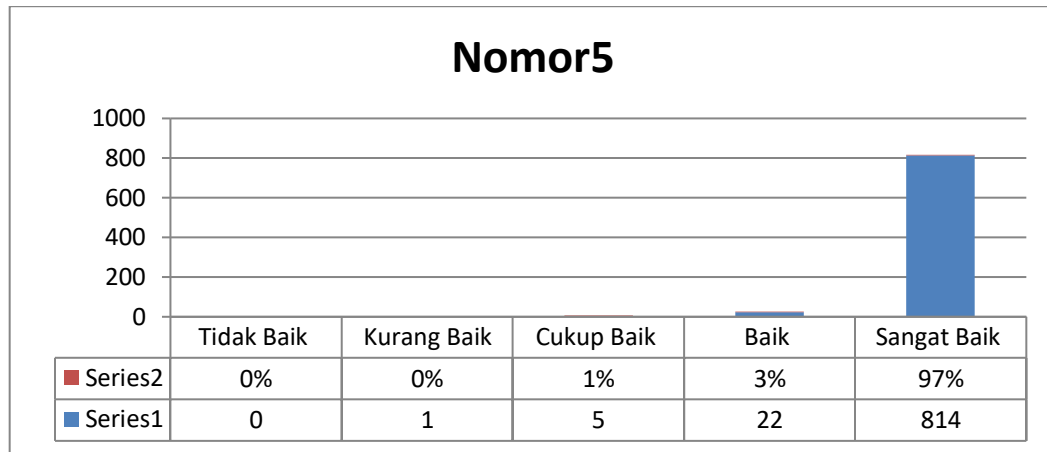 Nomor5
1000
800
600
400
200
0
Tidak Baik Kurang Baik Cukup Baik Baik Sangat Baik
Series2 0% 0% 1% 3% 97%
Series1 0 1 5 22 814